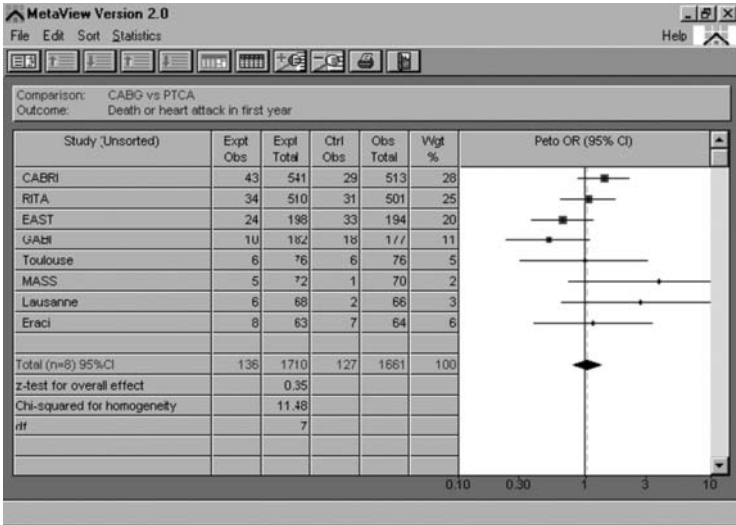 MetaView Version 2.0
File Edit Sort Statistics Help
Comparison: CABG vs PTCA
Outcome: Death or heart attack in first year
Study (Unsorted) Expt Obs Expl Total Ctrl Obs Obs Total Wgt % Peto OR (95% CI)
CABRI 43 541 29 513 28
RITA 34 510 31 501 25
EAST 24 198 33 194 20
GABI 10 182 18 177 11
Toulouse 6 76 6 76 5
MASS 5 72 1 70 2
Lausanne 6 68 2 66 3
Eraci 8 63 7 64 6
Total (n=8) 95%CI 136 1710 127 1661 100
z-test for overall effect 0.35
Chi-squared for homogeneity 11.48
df 7
0.10 0.30 1 3 10